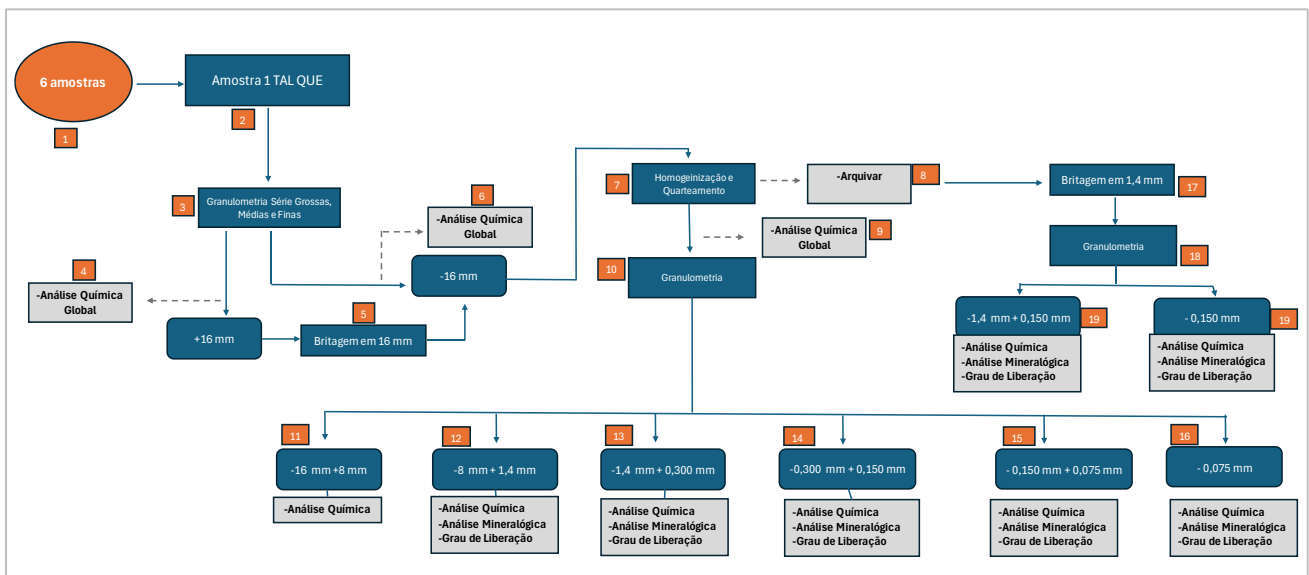 6 amostras
1
Amostra 1 TAL QUE
2
3
Granulometria Série Grossas,
Médias e Finas
4
-Análise Química
Global
+16 mm
5
Britagem em 16 mm
6
-Análise Química
Global
-16 mm
7
Homogeinização e
Quarteamento
-Arquivar
8
-Análise Química
Global
9
10
Granulometria
Britagem em 1,4 mm
17
Granulometria
18
-1,4 mm + 0,150 mm
19
-Análise Química
-Análise Mineralógica
-Grau de Liberação
- 0,150 mm
19
-Análise Química
-Análise Mineralógica
-Grau de Liberação
11
-16 mm +8 mm
-Análise Química
12
-8 mm + 1,4 mm
-Análise Química
-Análise Mineralógica
-Grau de Liberação
13
-1,4 mm + 0,300 mm
-Análise Química
-Análise Mineralógica
-Grau de Liberação
14
-0,300 mm + 0,150 mm
-Análise Química
-Análise Mineralógica
-Grau de Liberação
15
- 0,150 mm + 0,075 mm
-Análise Química
-Análise Mineralógica
-Grau de Liberação
16
- 0,075 mm
-Análise Química
-Análise Mineralógica
-Grau de Liberação